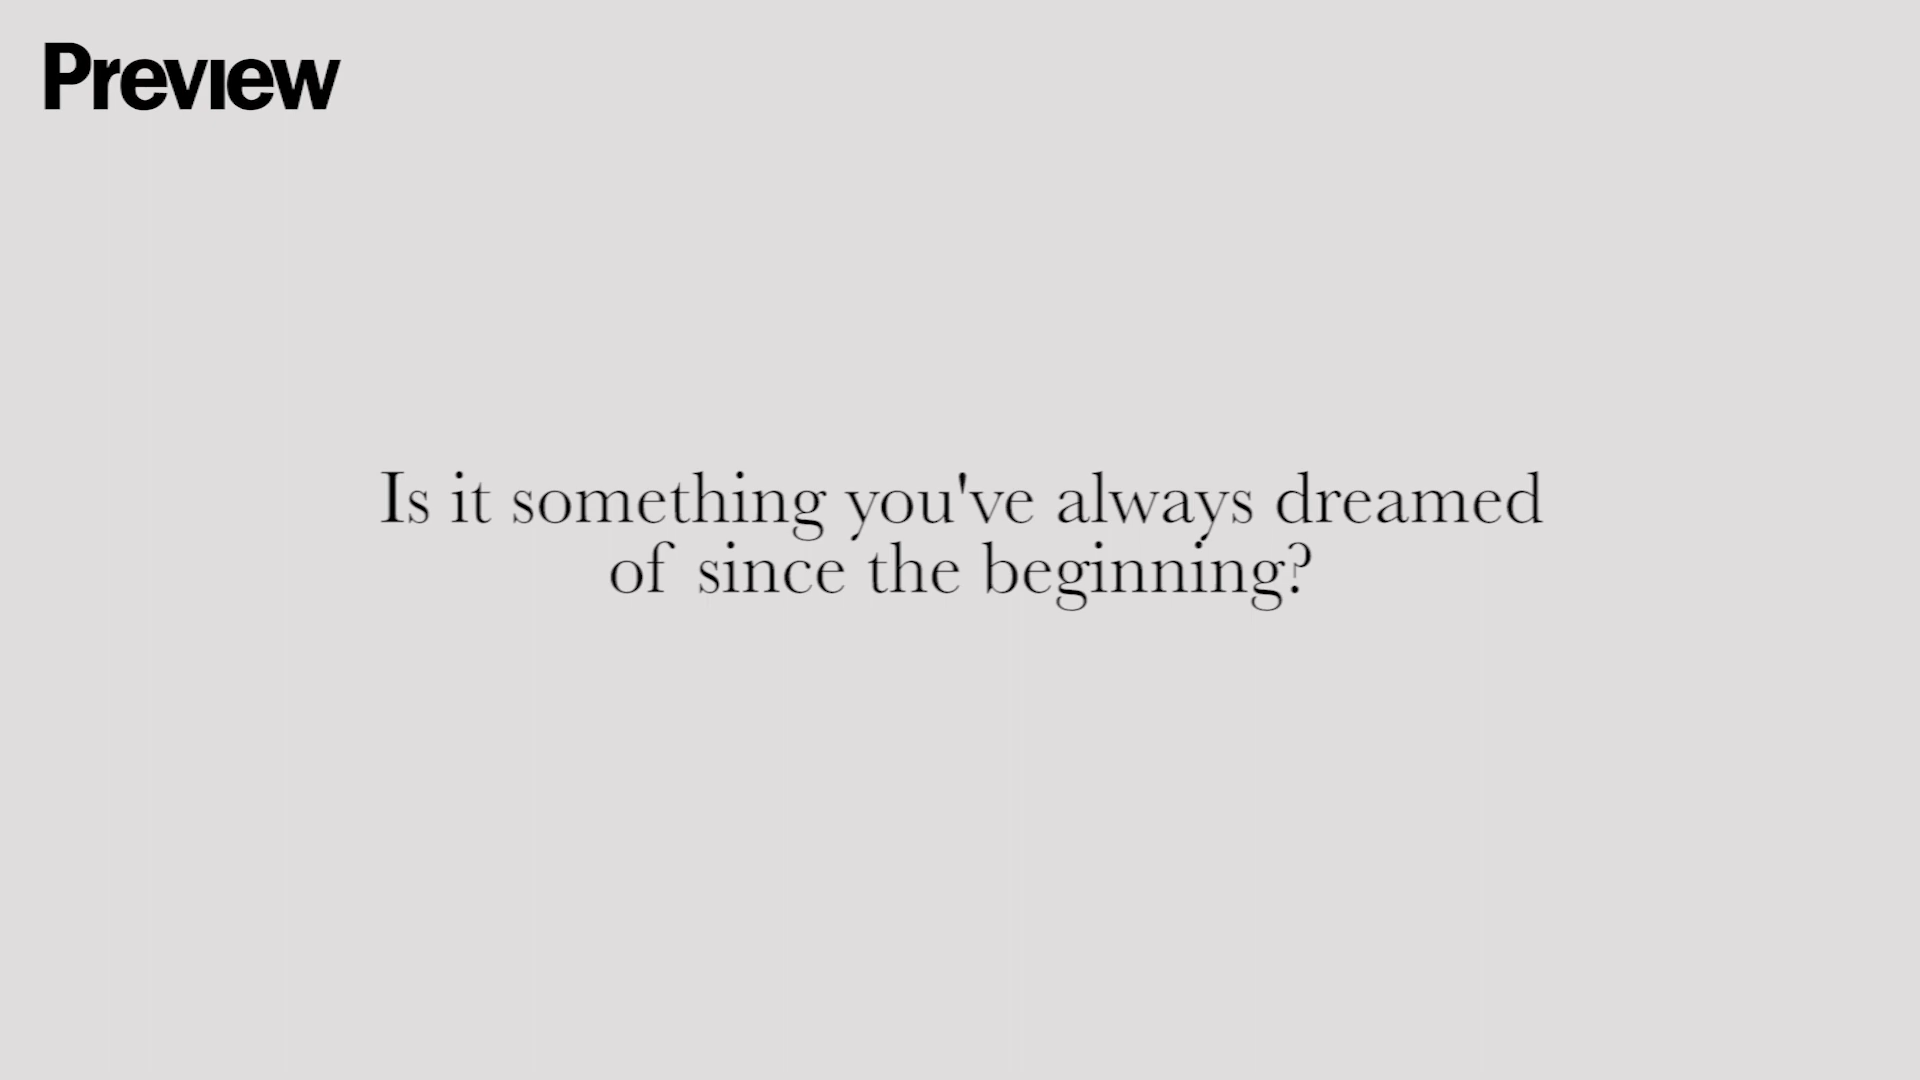 Preview
Is it something you've always dreamed
of since the beginning?